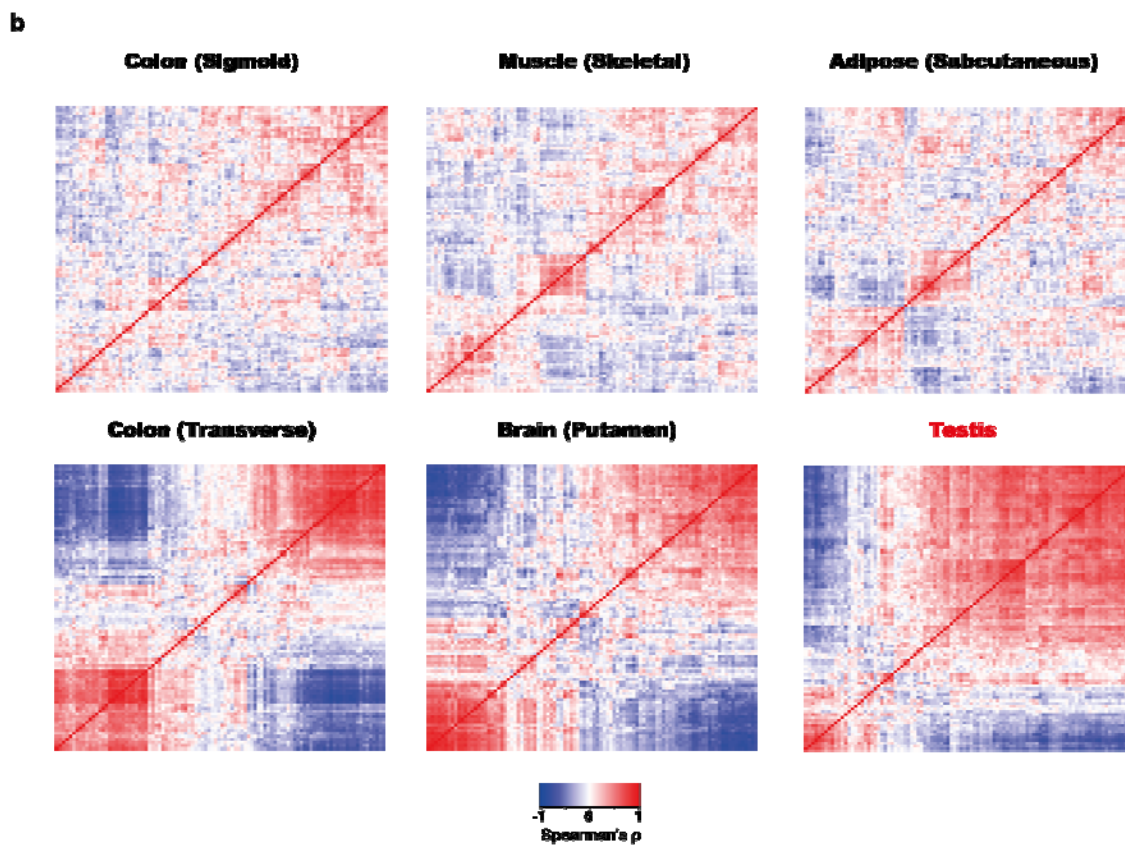 b
Colon (Sigmoid)
Muscle (Skeletal)
Adipose (Subcutaneous)
Colon (Transverse)
Brain (Putamen)
Testis
-1 0 1
Spearman's ρ